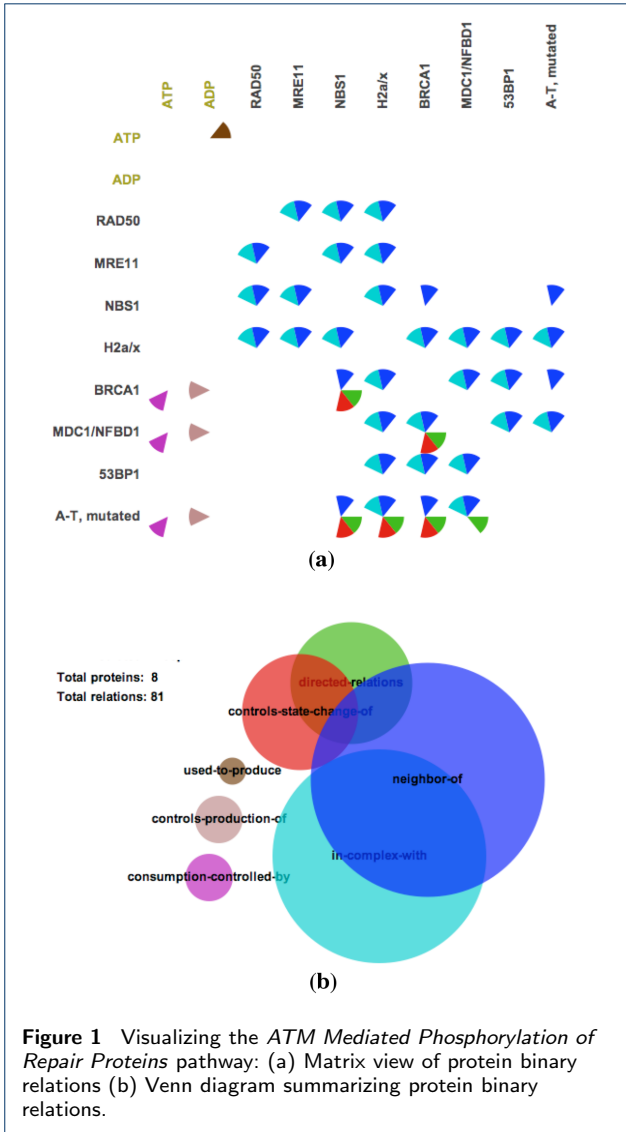 ATP
ADP
RAD50
MRE11
NBS1
H2a/x
BRCA1
MDC1/NFBD1
53BP1
A-T, mutated
ATP
ADP
RAD50
MRE11
NBS1
H2a/x
BRCA1
MDC1/NFBD1
53BP1
A-T, mutated
(a)
Total proteins: 8
Total relations: 81
directed-relations
controls-state-change-of
used-to-produce
neighbor-of
controls-production-of
in-complex-with
consumption-controlled-by
(b)
Figure 1 Visualizing the ATM Mediated Phosphorylation of
Repair Proteins pathway: (a) Matrix view of protein binary
relations (b) Venn diagram summarizing protein binary
relations.